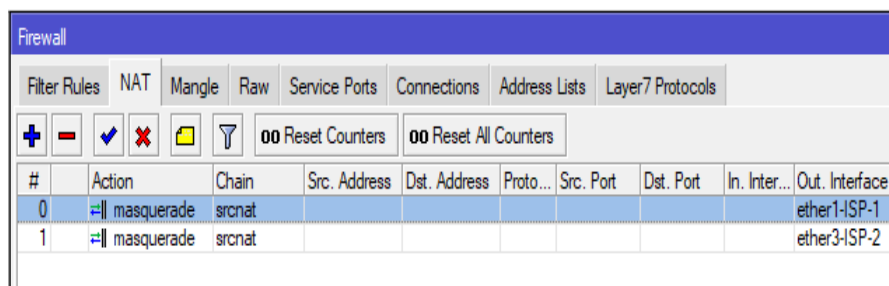 Firewall
Filter Rules NAT Mangle Raw Service Ports Connections Address Lists Layer7 Protocols
00 Reset Counters 00 Reset All Counters
# Action Chain Src. Address Dst. Address Proto... Src. Port Dst. Port In. Inter... Out. Interface
0 masquerade srcnat ether1-ISP-1
1 masquerade srcnat ether3-ISP-2